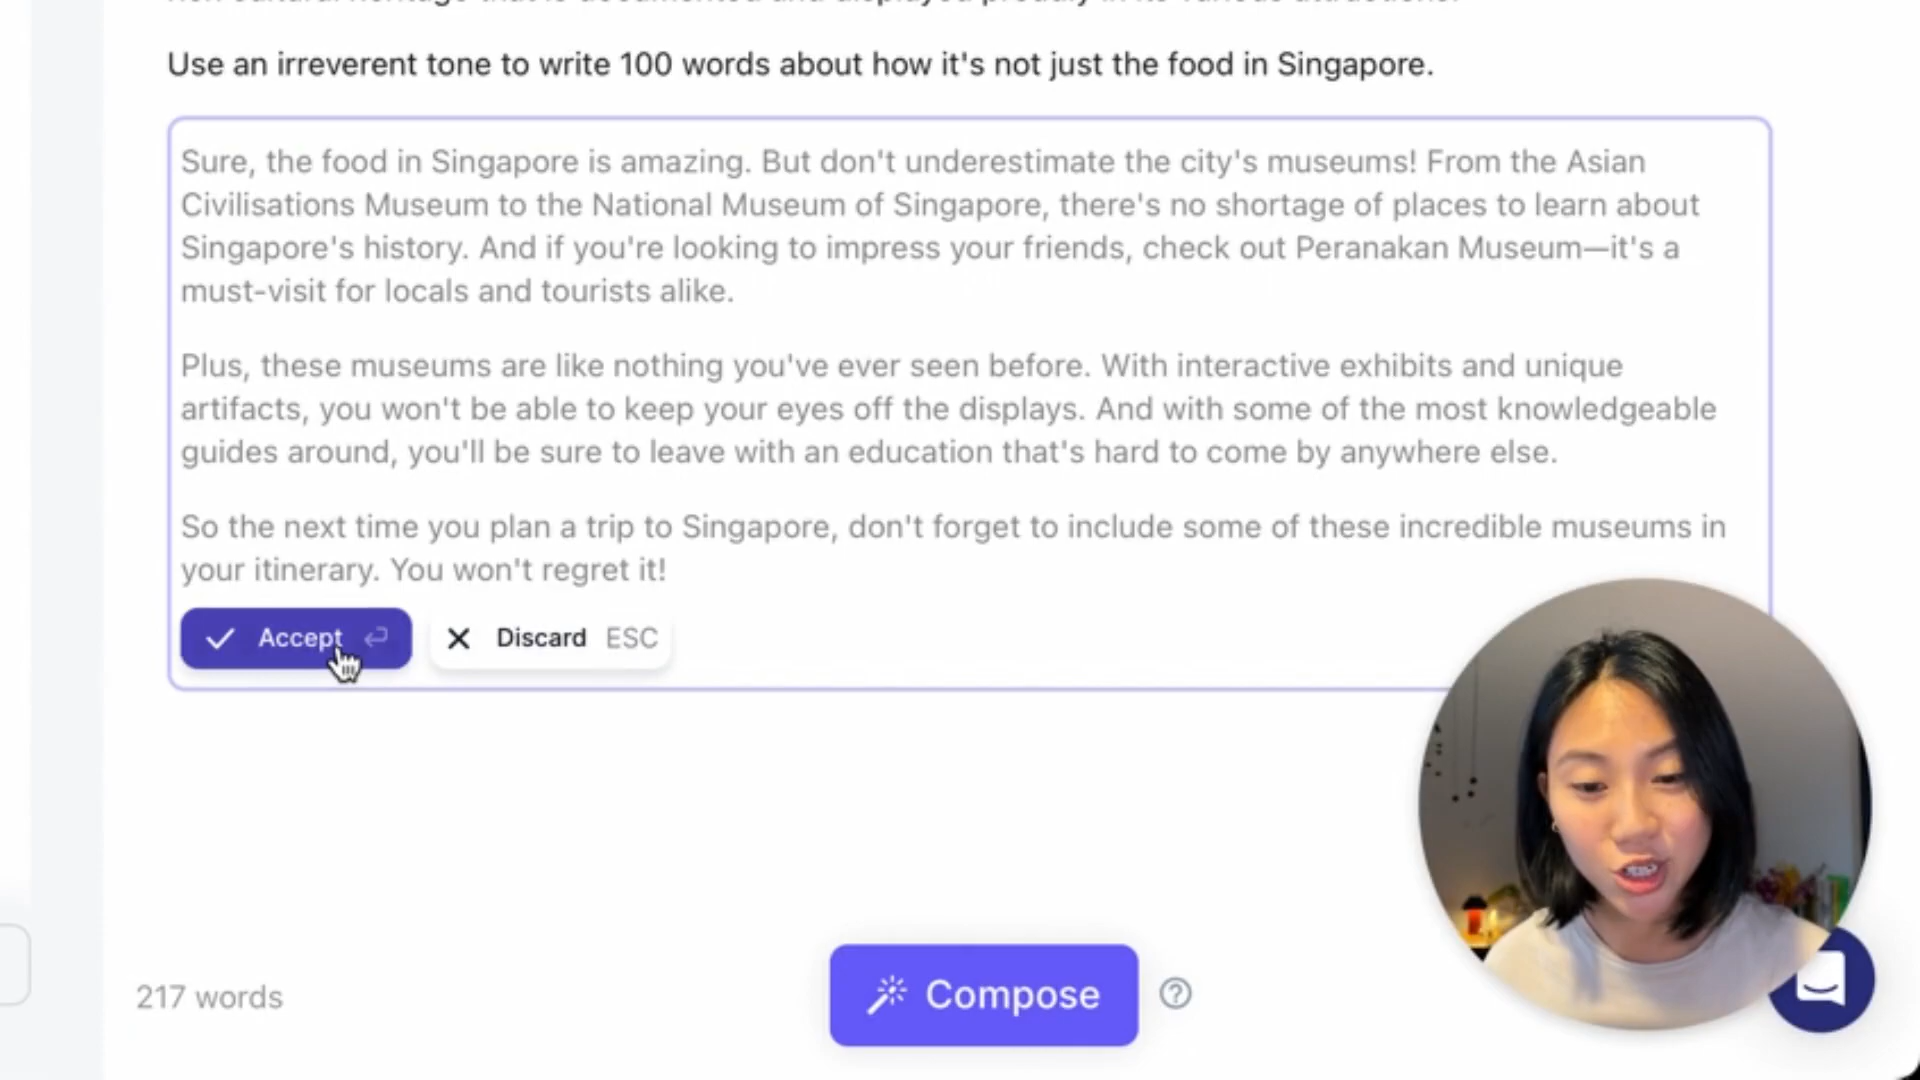 Use an irreverent tone to write 100 words about how it's not just the food in Singapore.
Sure, the food in Singapore is amazing. But don't underestimate the city's museums! From the Asian
Civilisations Museum to the National Museum of Singapore, there's no shortage of places to learn about
Singapore's history. And if you're looking to impress your friends, check out Peranakan Museum—it's a
must-visit for locals and tourists alike.
Plus, these museums are like nothing you've ever seen before. With interactive exhibits and unique
artifacts, you won't be able to keep your eyes off the displays. And with some of the most knowledgeable
guides around, you'll be sure to leave with an education that's hard to come by anywhere else.
So the next time you plan a trip to Singapore, don't forget to include some of these incredible museums in
your itinerary. You won't regret it!
Accept
Discard ESC
217 words
Compose